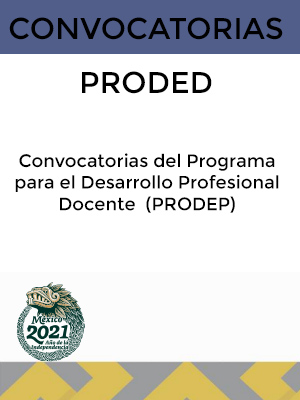 CONVOCATORIAS
PRODED
Convocatorias del Programa
para el Desarrollo Profesional
Docente (PRODEP)
México
2021
Año de la
Independencia